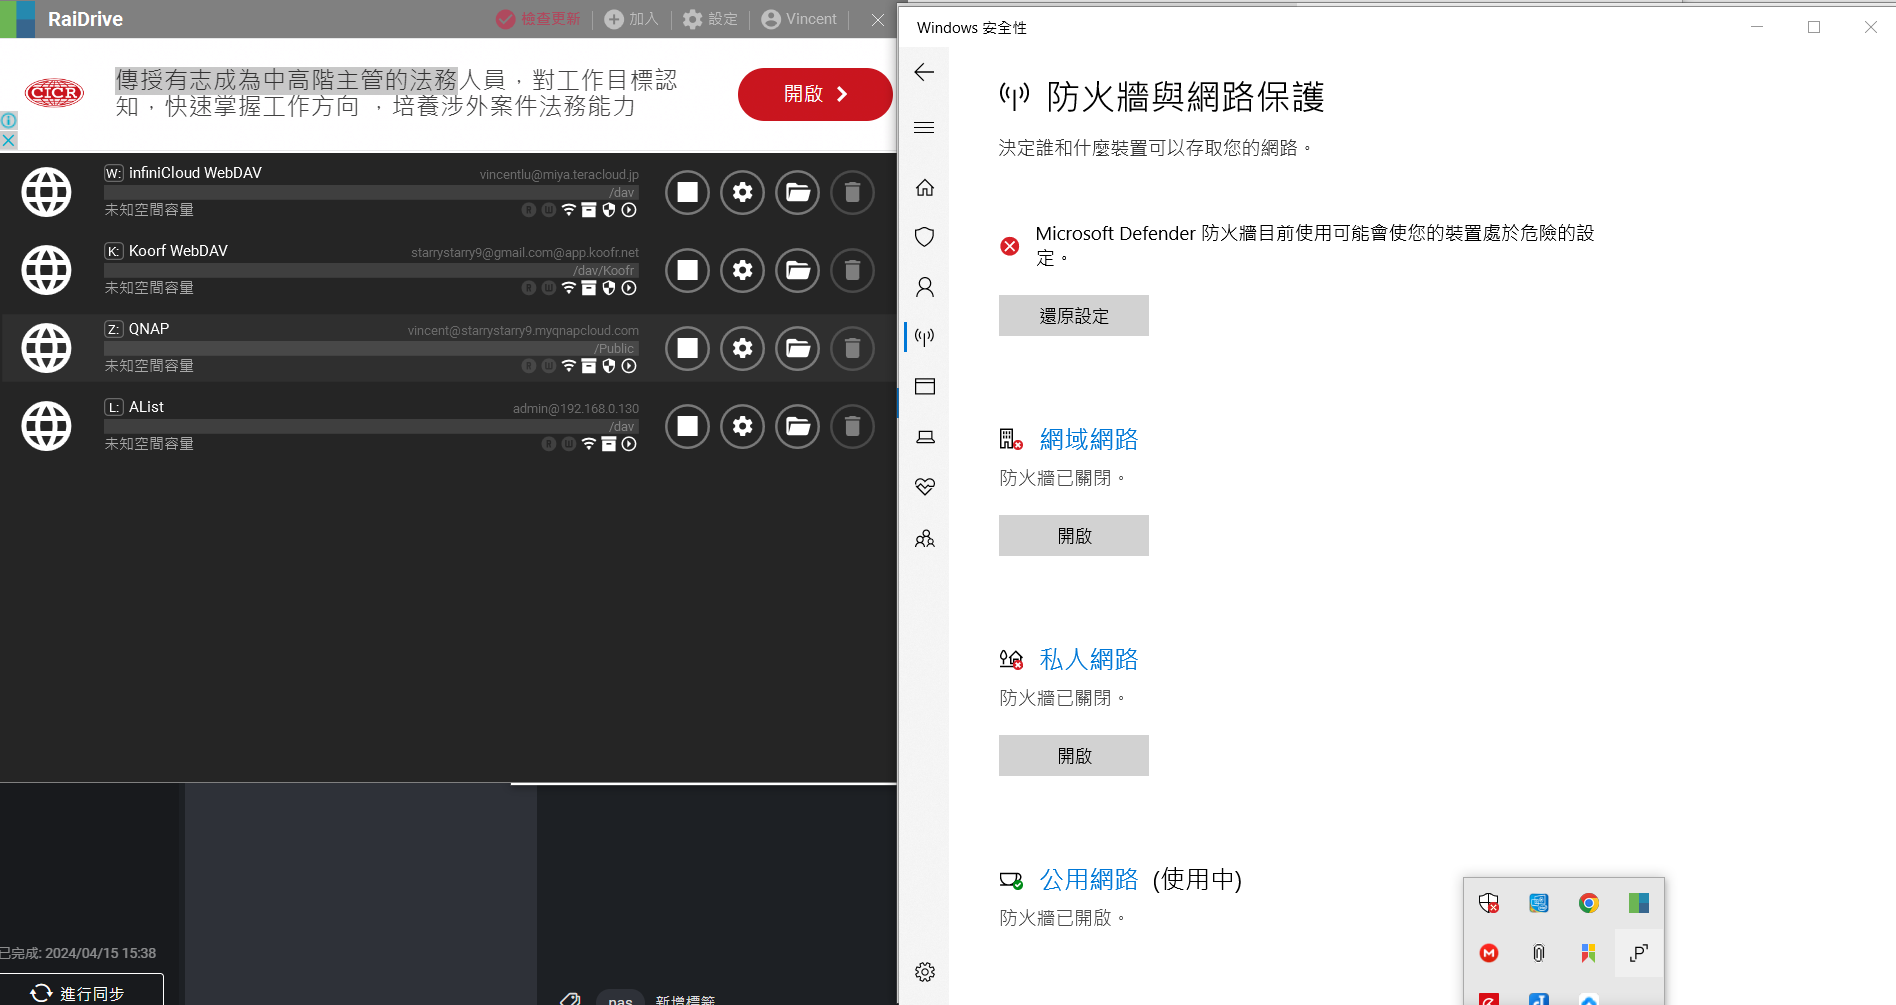 RaiDrive
檢查更新
加入
設定
Vincent
CICR
傳授有志成為中高階主管的法務人員，對工作目標認
知，快速掌握工作方向 ，培養涉外案件法務能力
開啟
W: infiniCloud WebDAV
vincentlu@miya.teracloud.jp
/dav
未知空間容量
K: Koorf WebDAV
starrystarry9@gmail.com@app.koofr.net
/dav/Koofr
未知空間容量
Z: QNAP
vincent@starrystarry9.myqnapcloud.com
/Public
未知空間容量
L: AList
admin@192.168.0.130
/dav
未知空間容量
已完成: 2024/04/15 15:38
進行同步
nas
新增標籤
Windows 安全性
防火牆與網路保護
決定誰和什麼裝置可以存取您的網路。
Microsoft Defender 防火牆目前使用可能會使您的裝置處於危險的設
定。
還原設定
網域網路
防火牆已關閉。
開啟
私人網路
防火牆已關閉。
開啟
公用網路 (使用中)
防火牆已開啟。